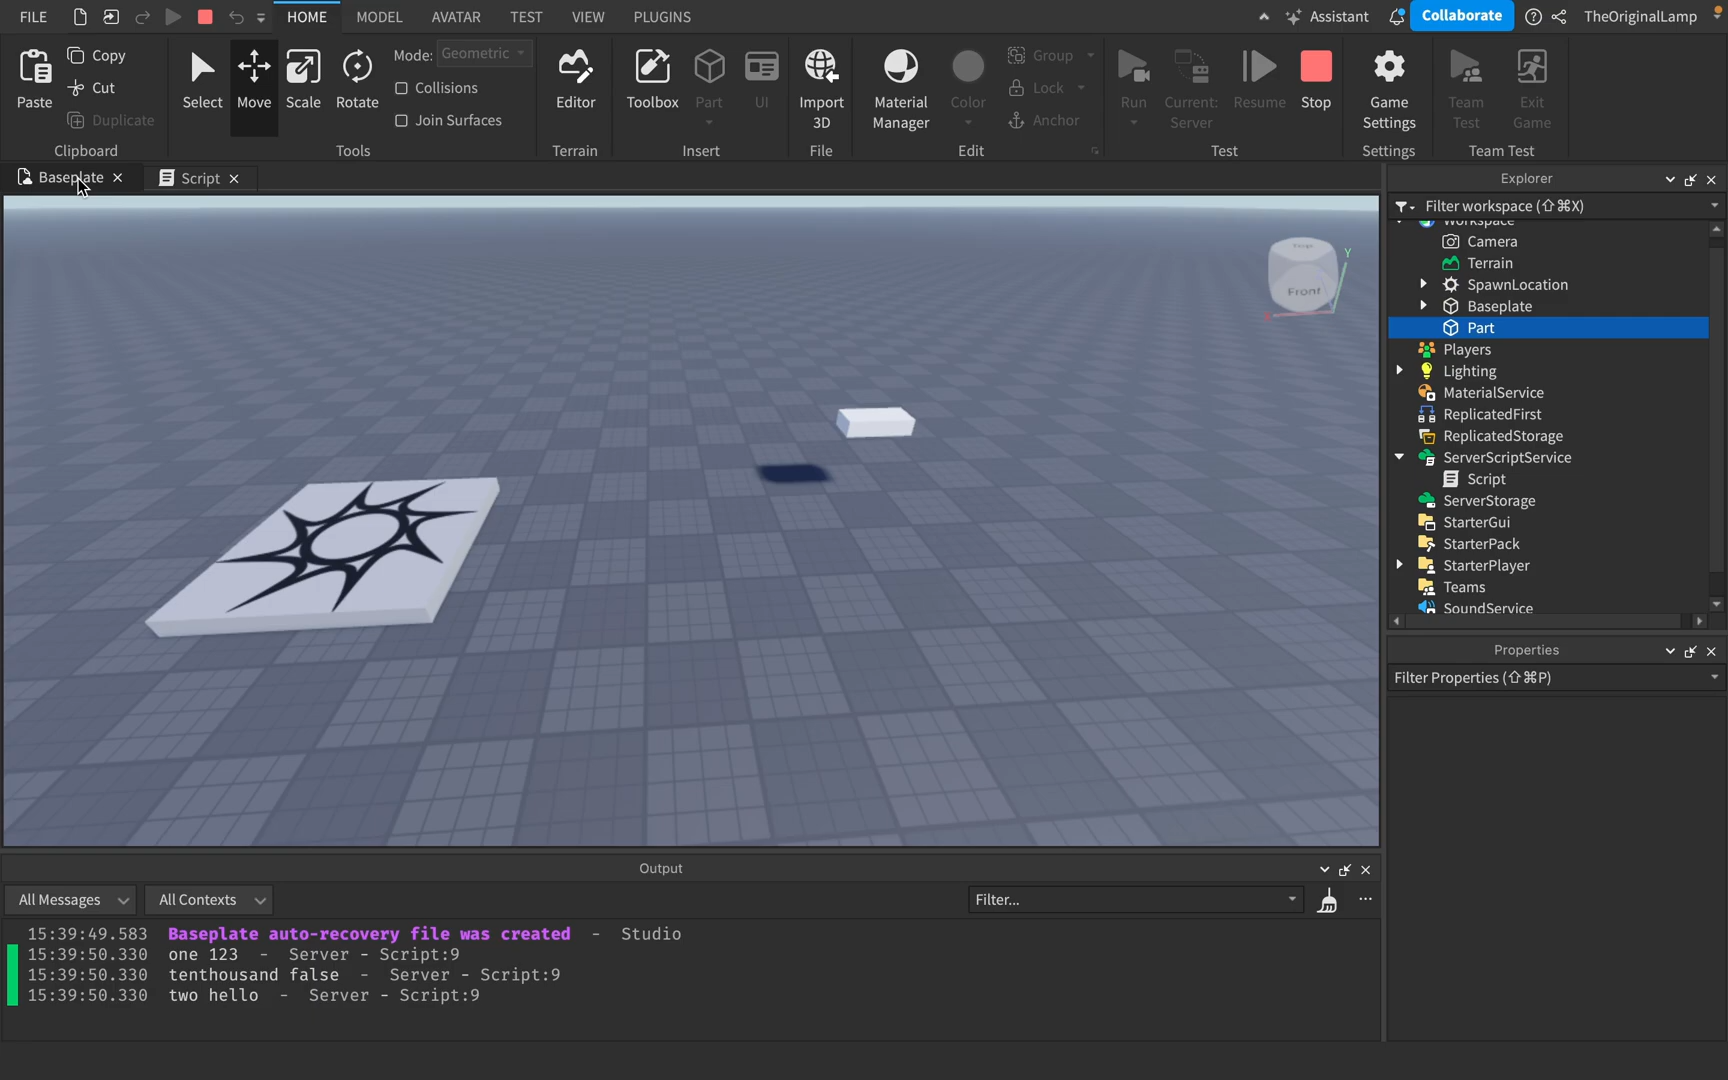 FILE HOME MODEL AVATAR TEST VIEW PLUGINS Assistant Collaborate TheOriginalLamp
Paste
Copy
Cut
Duplicate
Clipboard
Select
Move
Scale
Rotate
Mode: Geometric
Collisions
Join Surfaces
Tools
Editor
Terrain
Toolbox
Part
UI
Insert
Import
3D
File
Material
Manager
Color
Group
Lock
Anchor
Edit
Run
Current:
Server
Resume
Stop
Test
Game
Settings
Settings
Team
Test
Exit
Game
Team Test
Baseplate
Script
Front
Y
Explorer
Filter workspace (⇧⌘X)
Workspace
Camera
Terrain
SpawnLocation
Baseplate
Part
Players
Lighting
MaterialService
ReplicatedFirst
ReplicatedStorage
ServerScriptService
Script
ServerStorage
StarterGui
StarterPack
StarterPlayer
Teams
SoundService
Properties
Filter Properties (⇧⌘P)
Output
All Messages All Contexts Filter...
15:39:49.583 Baseplate auto-recovery file was created - Studio
15:39:50.330 one 123 - Server - Script:9
15:39:50.330 tenthousand false - Server - Script:9
15:39:50.330 two hello - Server - Script:9